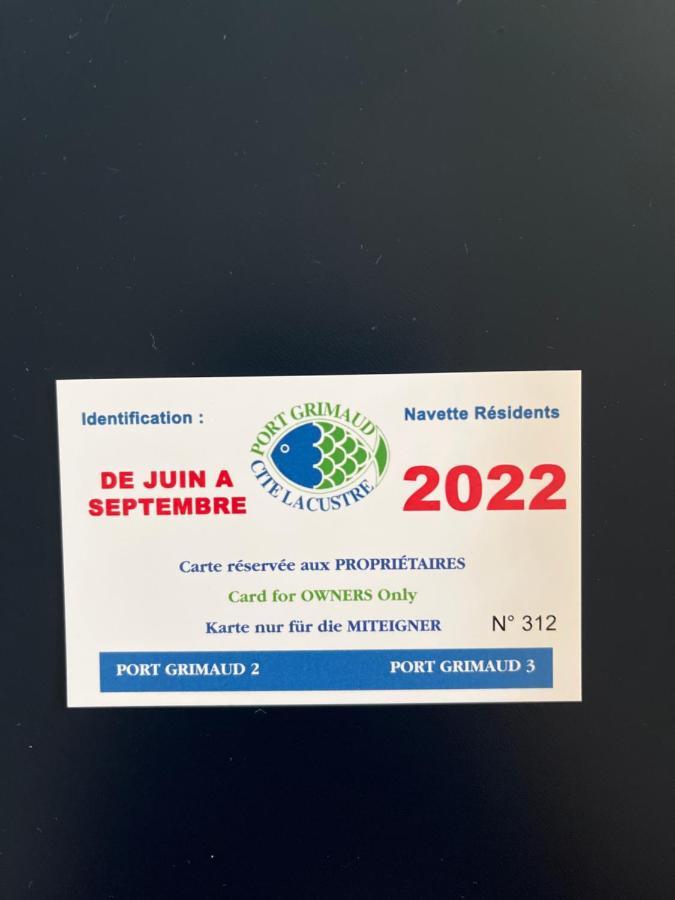 Identification :
PORT GRIMAUD
CITE LACUSTRE
Navette Résidents
DE JUIN A
SEPTEMBRE
2022
Carte réservée aux PROPRIÉTAIRES
Card for OWNERS Only
Karte nur für die MITEIGNER
N° 312
PORT GRIMAUD 2
PORT GRIMAUD 3